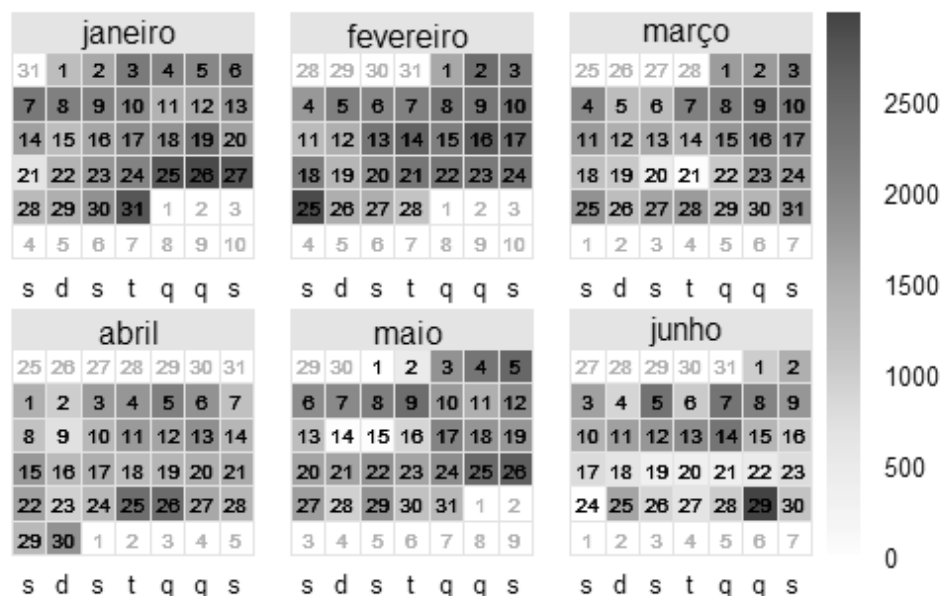 janeiro
31 1 2 3 4 5 6
7 8 9 10 11 12 13
14 15 16 17 18 19 20
21 22 23 24 25 26 27
28 29 30 31 1 2 3
4 5 6 7 8 9 10
s d s t q q s
fevereiro
28 29 30 31 1 2 3
4 5 6 7 8 9 10
11 12 13 14 15 16 17
18 19 20 21 22 23 24
25 26 27 28 1 2 3
4 5 6 7 8 9 10
s d s t q q s
março
25 26 27 28 1 2 3
4 5 6 7 8 9 10
11 12 13 14 15 16 17
18 19 20 21 22 23 24
25 26 27 28 29 30 31
1 2 3 4 5 6 7
s d s t q q s
abril
25 26 27 28 29 30 31
1 2 3 4 5 6 7
8 9 10 11 12 13 14
15 16 17 18 19 20 21
22 23 24 25 26 27 28
29 30 1 2 3 4 5
s d s t q q s
maio
29 30 1 2 3 4 5
6 7 8 9 10 11 12
13 14 15 16 17 18 19
20 21 22 23 24 25 26
27 28 29 30 31 1 2
3 4 5 6 7 8 9
s d s t q q s
junho
27 28 29 30 31 1 2
3 4 5 6 7 8 9
10 11 12 13 14 15 16
17 18 19 20 21 22 23
24 25 26 27 28 29 30
1 2 3 4 5 6 7
s d s t q q s
2500
2000
1500
1000
500
0